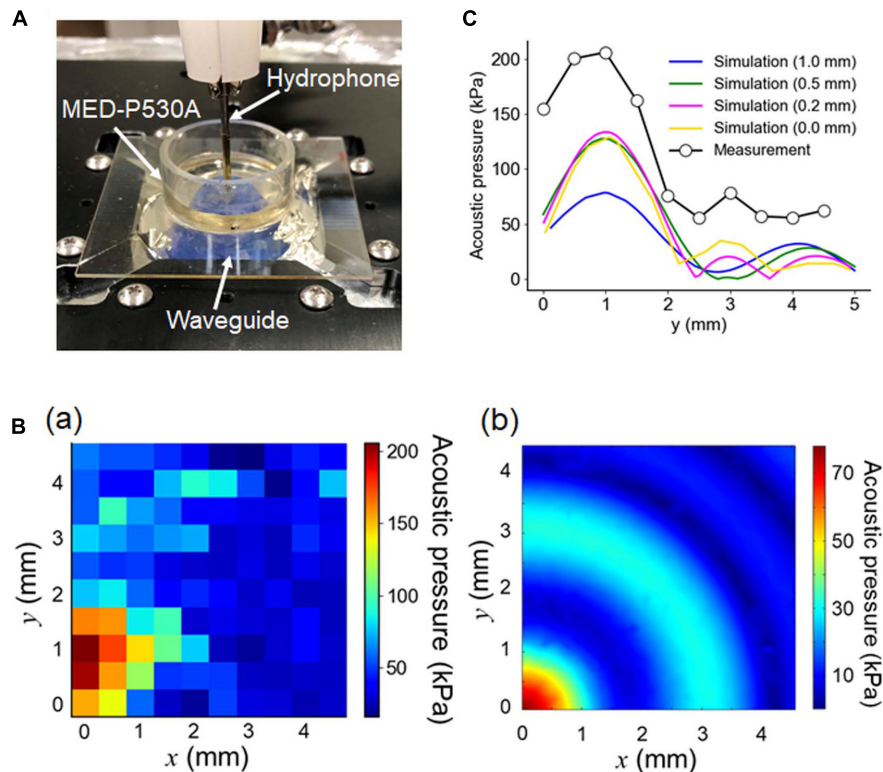 A
Hydrophone
MED-P530A
Waveguide
C
Acoustic pressure (kPa)
200
150
100
50
0
Simulation (1.0 mm)
Simulation (0.5 mm)
Simulation (0.2 mm)
Simulation (0.0 mm)
Measurement
0 1 2 3 4 5
y (mm)
B
(a)
y (mm)
4
3
2
1
0
0 1 2 3 4
x (mm)
200
150
100
50
Acoustic pressure (kPa)
(b)
y (mm)
4
3
2
1
0
0 1 2 3 4
x (mm)
70
50
30
10
Acoustic pressure (kPa)